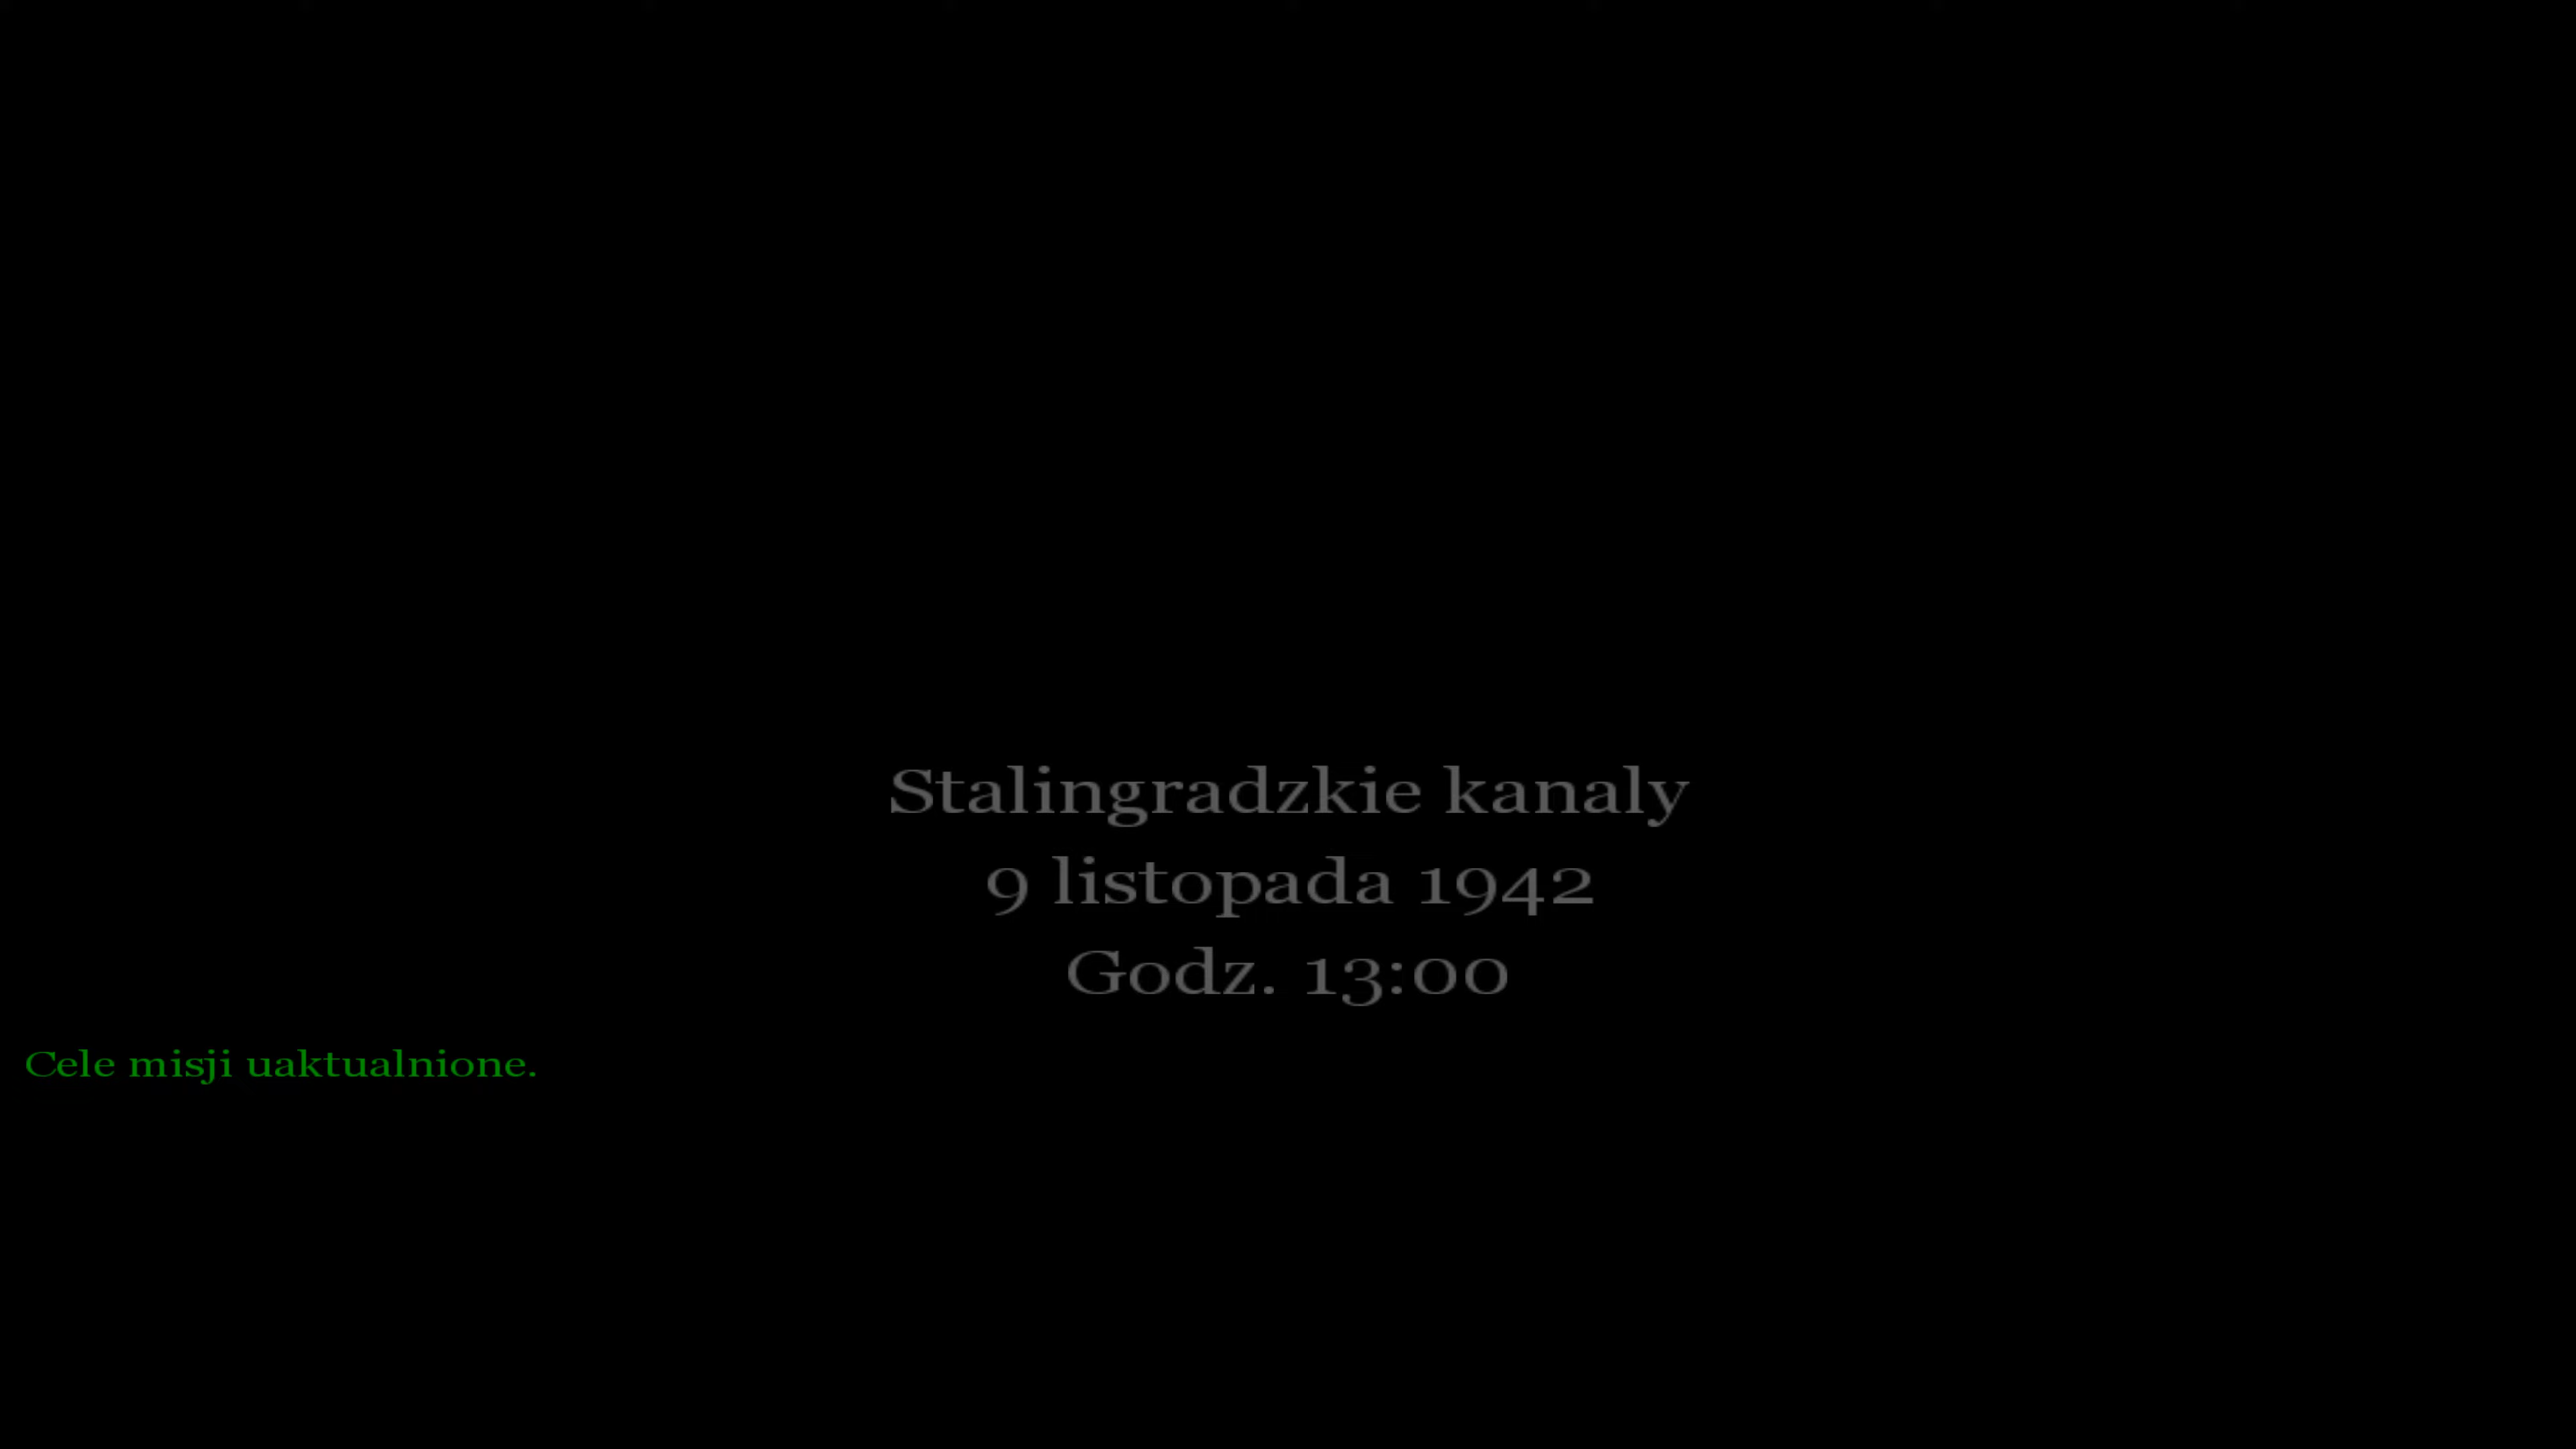 Stalingradzkie kanaly
9 listopada 1942
Godz. 13:00
Cele misji uaktualnione.